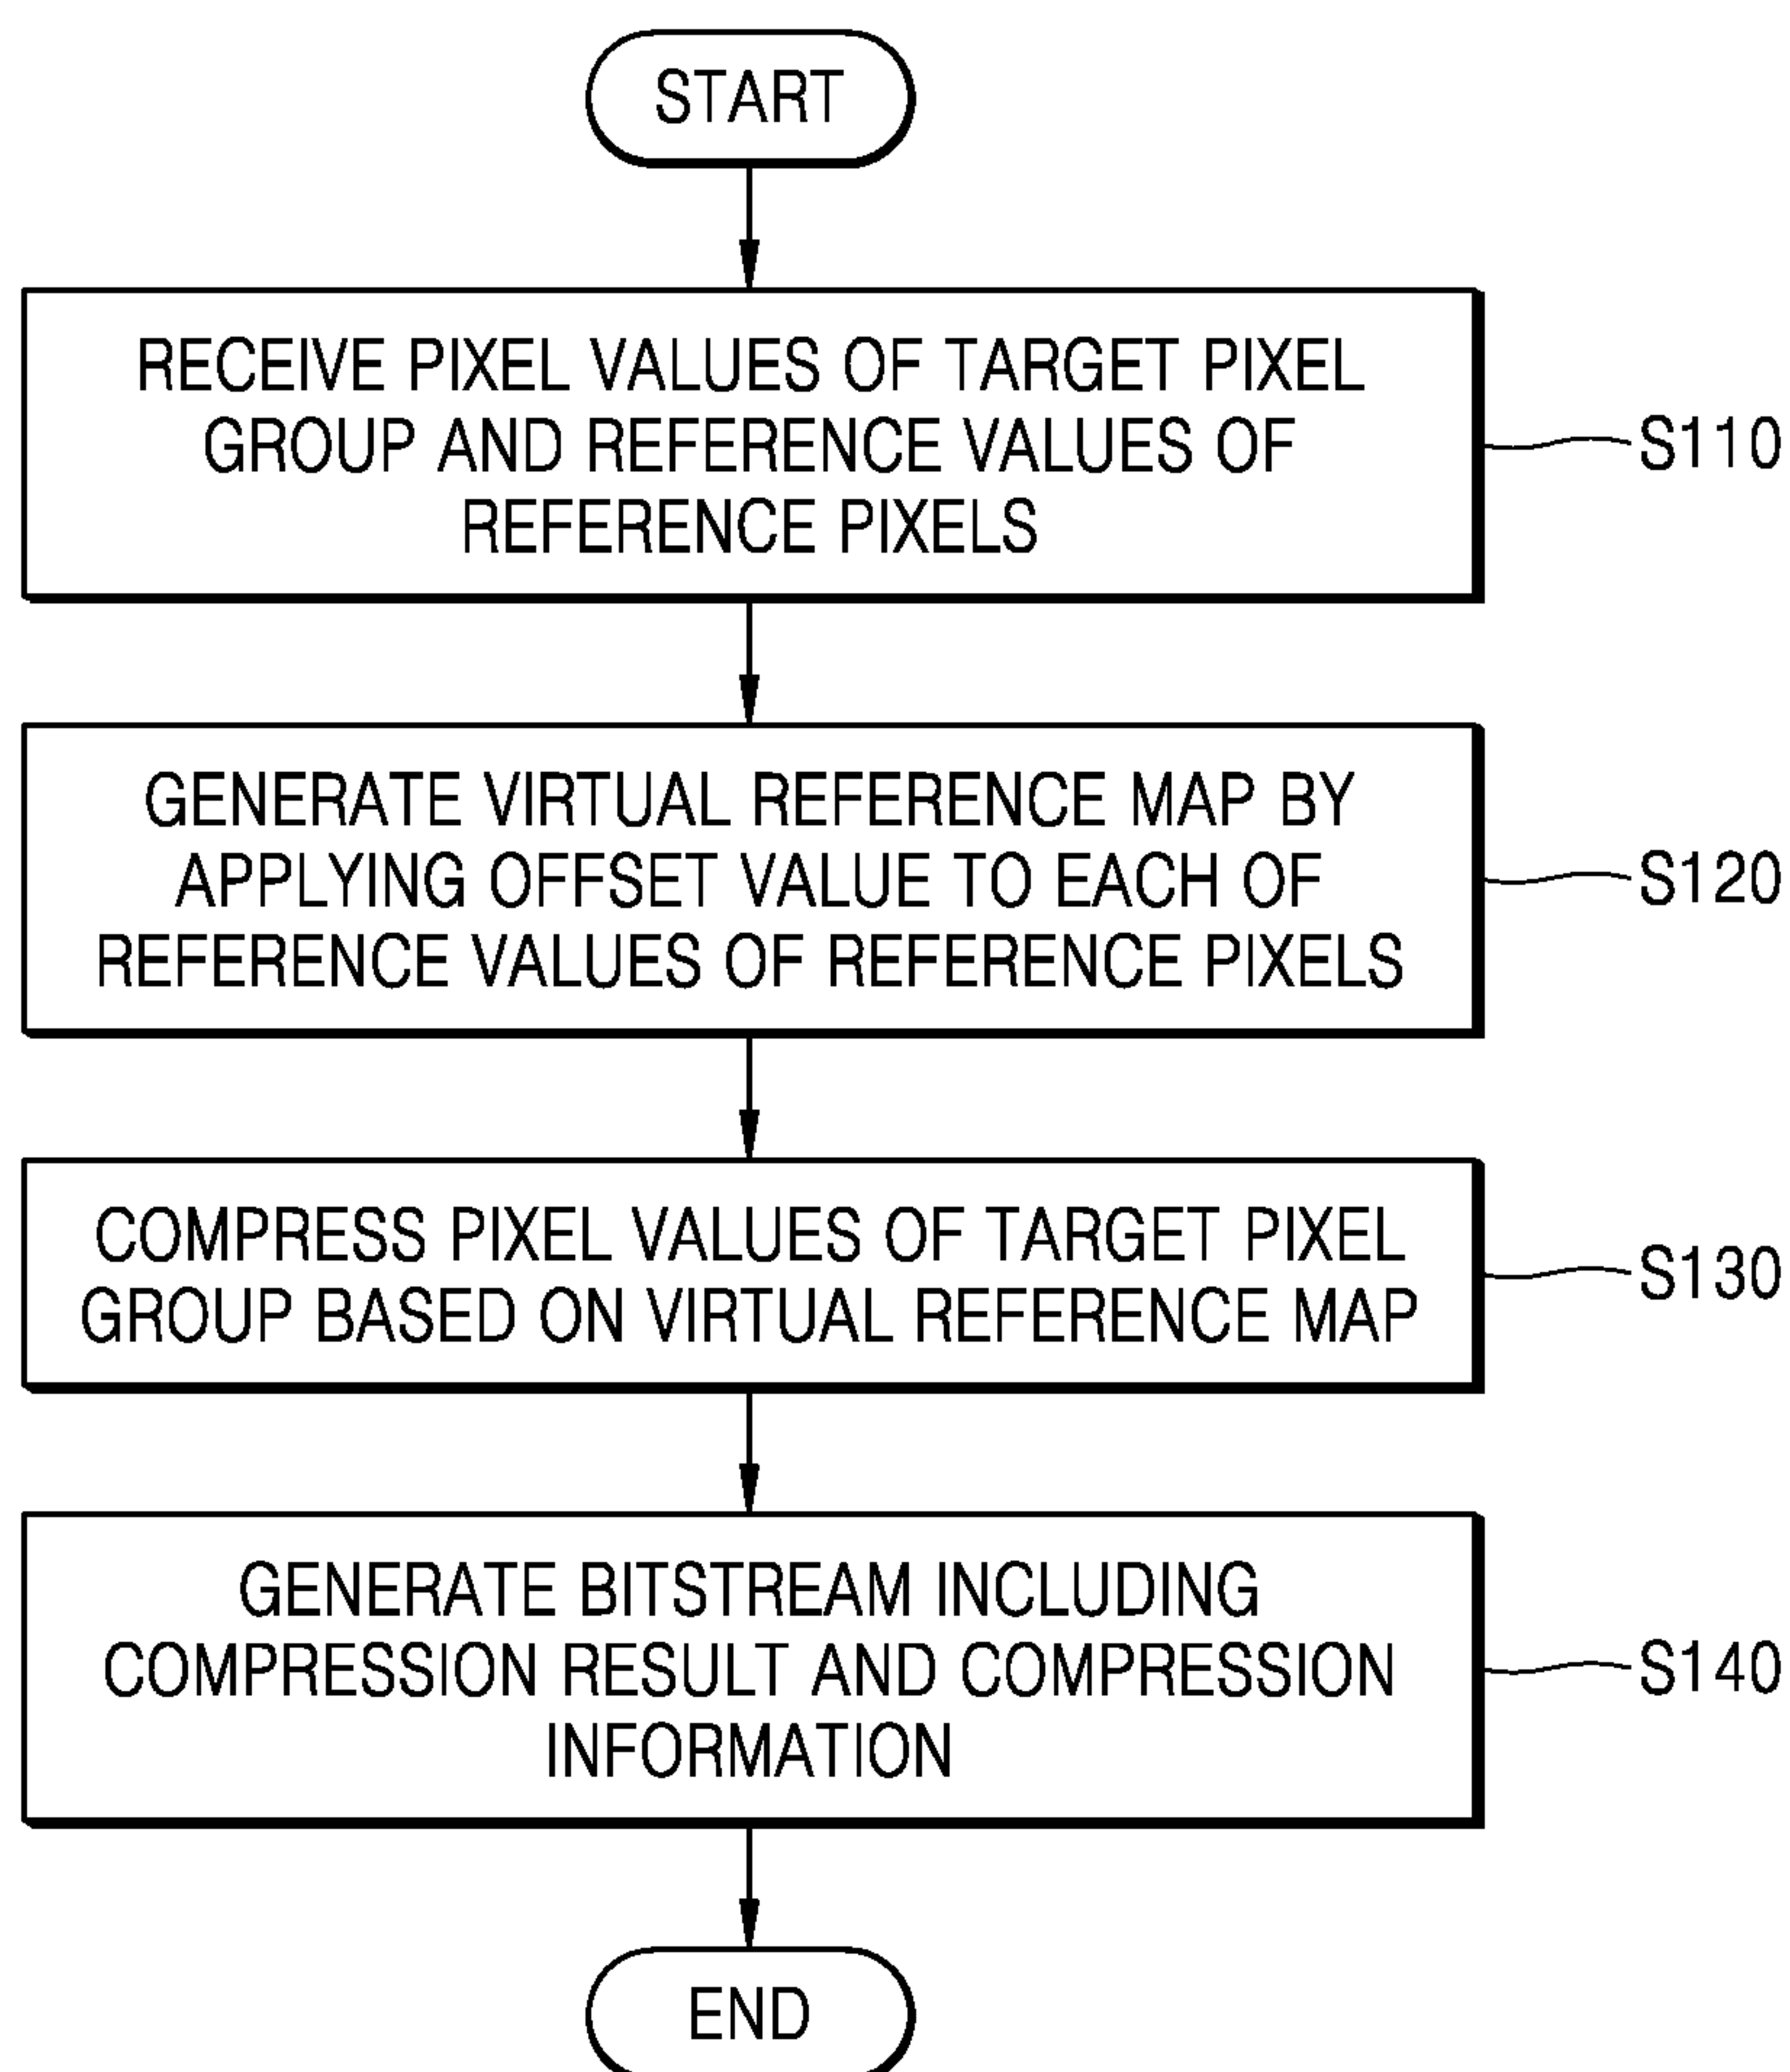 START
RECEIVE PIXEL VALUES OF TARGET PIXEL
GROUP AND REFERENCE VALUES OF
REFERENCE PIXELS
S110
GENERATE VIRTUAL REFERENCE MAP BY
APPLYING OFFSET VALUE TO EACH OF
REFERENCE VALUES OF REFERENCE PIXELS
S120
COMPRESS PIXEL VALUES OF TARGET PIXEL
GROUP BASED ON VIRTUAL REFERENCE MAP
S130
GENERATE BITSTREAM INCLUDING
COMPRESSION RESULT AND COMPRESSION
INFORMATION
S140
END